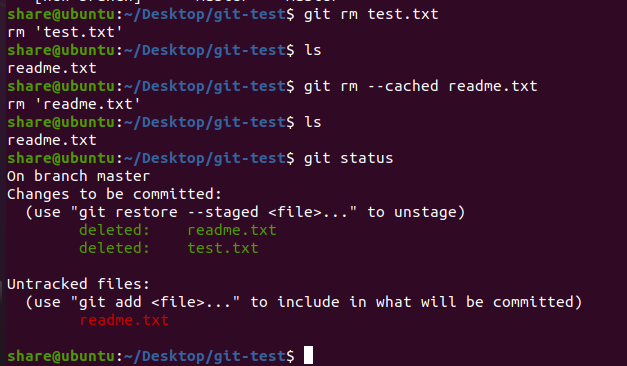 share@ubuntu:~/Desktop/git-test$ git rm test.txt
rm 'test.txt'
share@ubuntu:~/Desktop/git-test$ ls
readme.txt
share@ubuntu:~/Desktop/git-test$ git rm --cached readme.txt
rm 'readme.txt'
share@ubuntu:~/Desktop/git-test$ ls
readme.txt
share@ubuntu:~/Desktop/git-test$ git status
On branch master
Changes to be committed:
  (use "git restore --staged <file>..." to unstage)
        deleted:    readme.txt
        deleted:    test.txt

Untracked files:
  (use "git add <file>..." to include in what will be committed)
        readme.txt

share@ubuntu:~/Desktop/git-test$